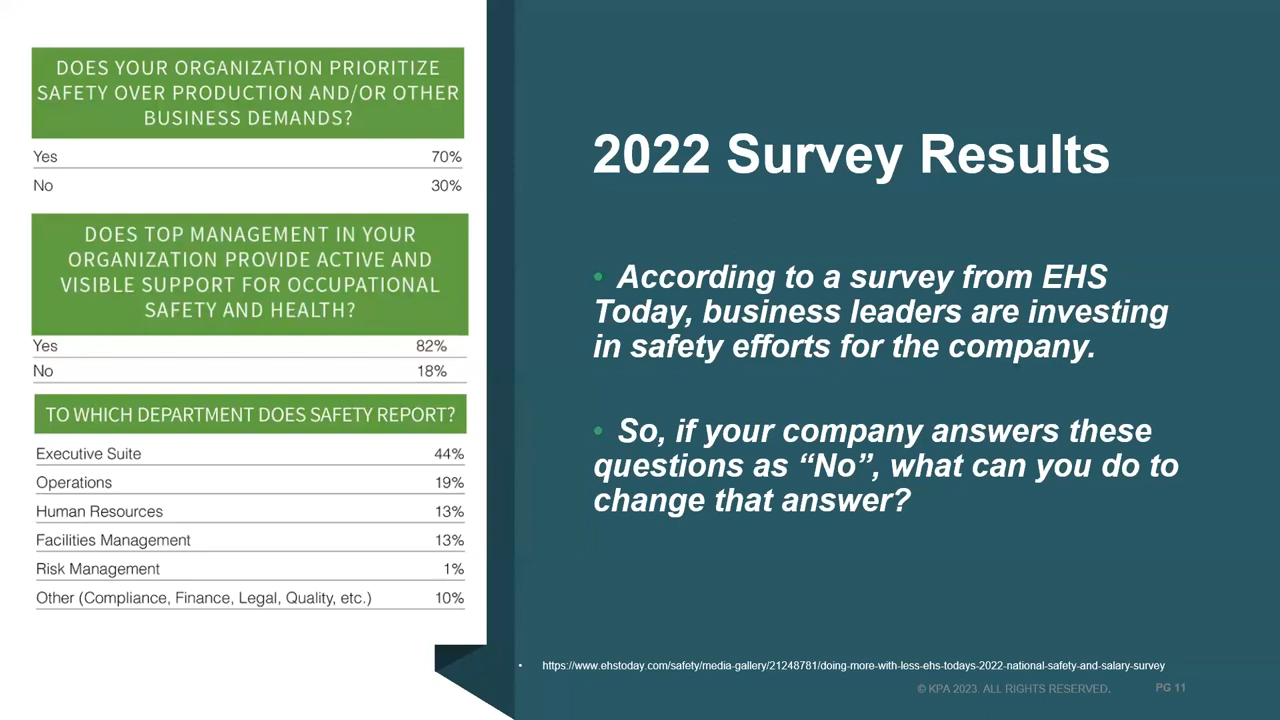 DOES YOUR ORGANIZATION PRIORITIZE
SAFETY OVER PRODUCTION AND/OR OTHER
BUSINESS DEMANDS?
Yes 70%
No 30%
DOES TOP MANAGEMENT IN YOUR
ORGANIZATION PROVIDE ACTIVE AND
VISIBLE SUPPORT FOR OCCUPATIONAL
SAFETY AND HEALTH?
Yes 82%
No 18%
TO WHICH DEPARTMENT DOES SAFETY REPORT?
Executive Suite 44%
Operations 19%
Human Resources 13%
Facilities Management 13%
Risk Management 1%
Other (Compliance, Finance, Legal, Quality, etc.) 10%
2022 Survey Results
• According to a survey from EHS
Today, business leaders are investing
in safety efforts for the company.
• So, if your company answers these
questions as “No”, what can you do to
change that answer?
• https://www.ehstoday.com/safety/media-gallery/21248781/doing-more-with-less-ehs-todays-2022-national-safety-and-salary-survey
© KPA 2023. ALL RIGHTS RESERVED. PG 11